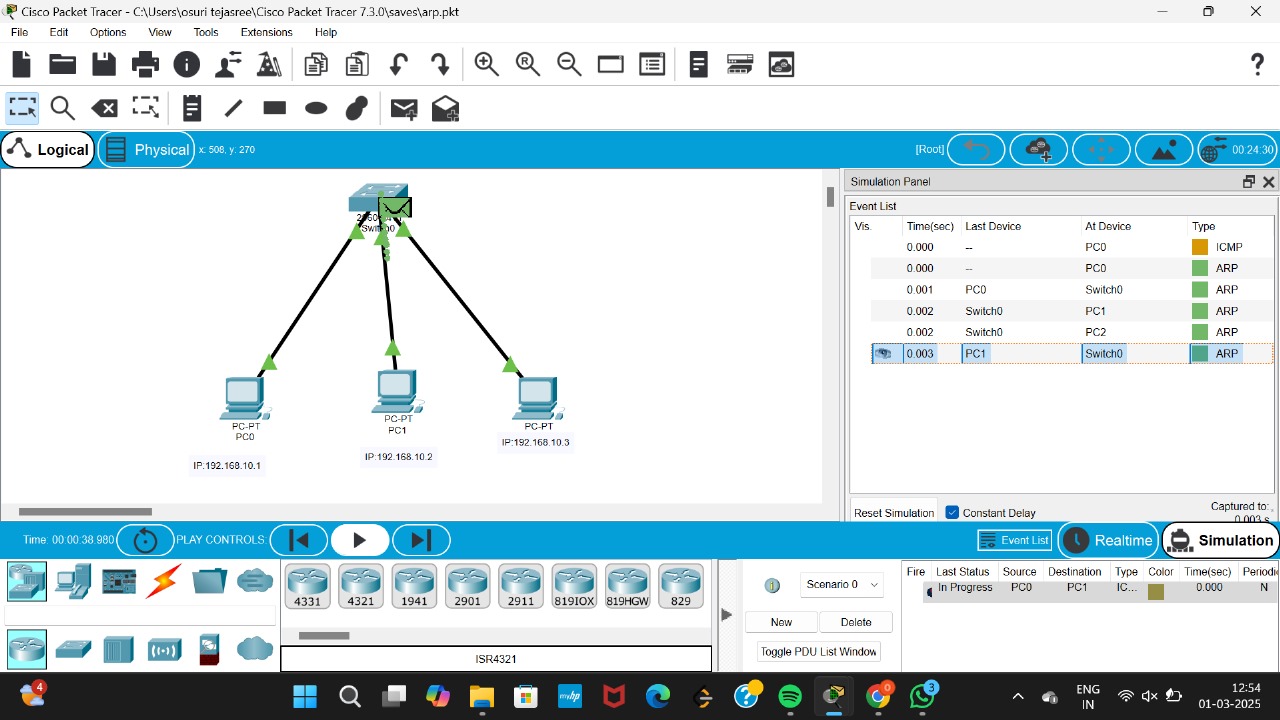 Cisco Packet Tracer - C:\Users\osuri tejasree\Cisco Packet Tracer 7.3.0\saves\arp.pkt
File Edit Options View Tools Extensions Help
Logical Physical x: 508, y: 270 [Root] 00:24:30
Simulation Panel
Event List
Vis. Time(sec) Last Device At Device Type
0.000 -- PC0 ICMP
0.000 -- PC0 ARP
0.001 PC0 Switch0 ARP
0.002 Switch0 PC1 ARP
0.002 Switch0 PC2 ARP
0.003 PC1 Switch0 ARP
Switch0
PC-PT
PC0
IP:192.168.10.1
PC-PT
PC1
IP:192.168.10.2
PC-PT
IP:192.168.10.3
Reset Simulation Constant Delay Captured to:
0.003 s
Time: 00:00:38.980 PLAY CONTROLS: Event List Realtime Simulation
4331 4321 1941 2901 2911 819IOX 819HGW 829
ISR4321
Scenario 0
New Delete
Toggle PDU List Window
Fire Last Status Source Destination Type Color Time(sec) Periodic
In Progress PC0 PC1 IC... 0.000 N
4 myhp 0 3
ENG
IN
12:54
01-03-2025